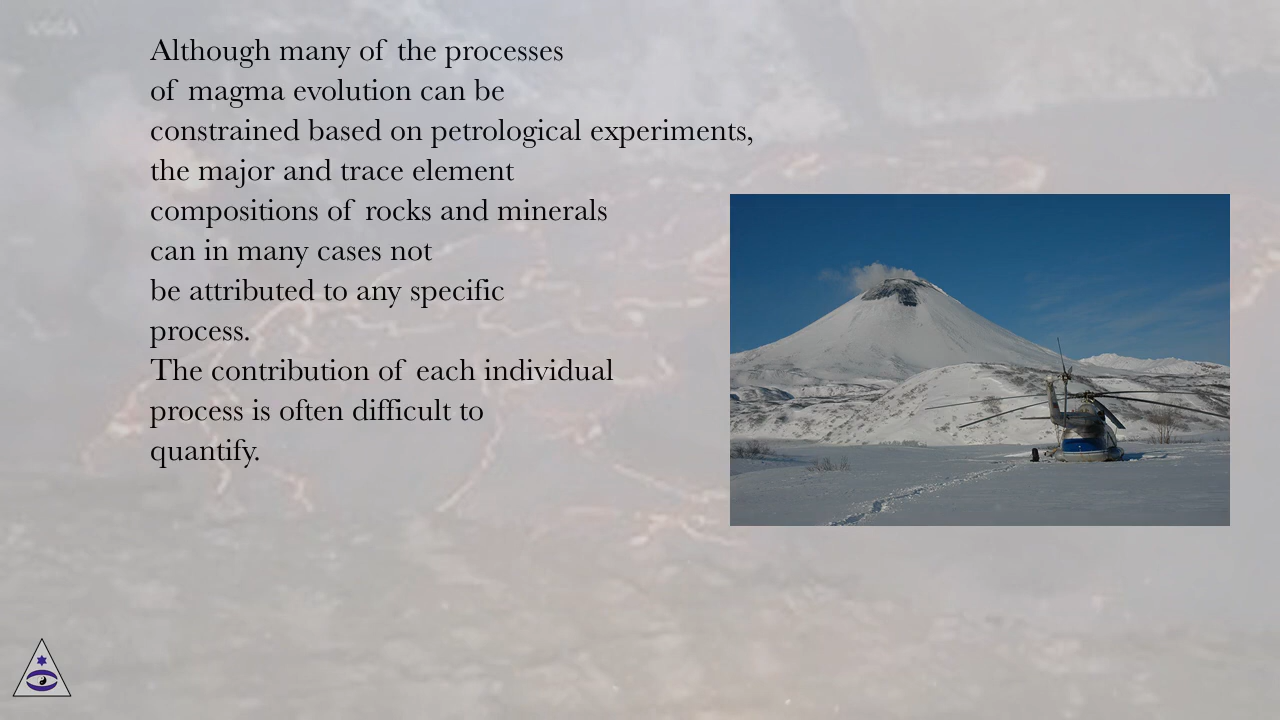 Although many of the processes
of magma evolution can be
constrained based on petrological experiments,
the major and trace element
compositions of rocks and minerals
can in many cases not
be attributed to any specific
process.
The contribution of each individual
process is often difficult to
quantify.